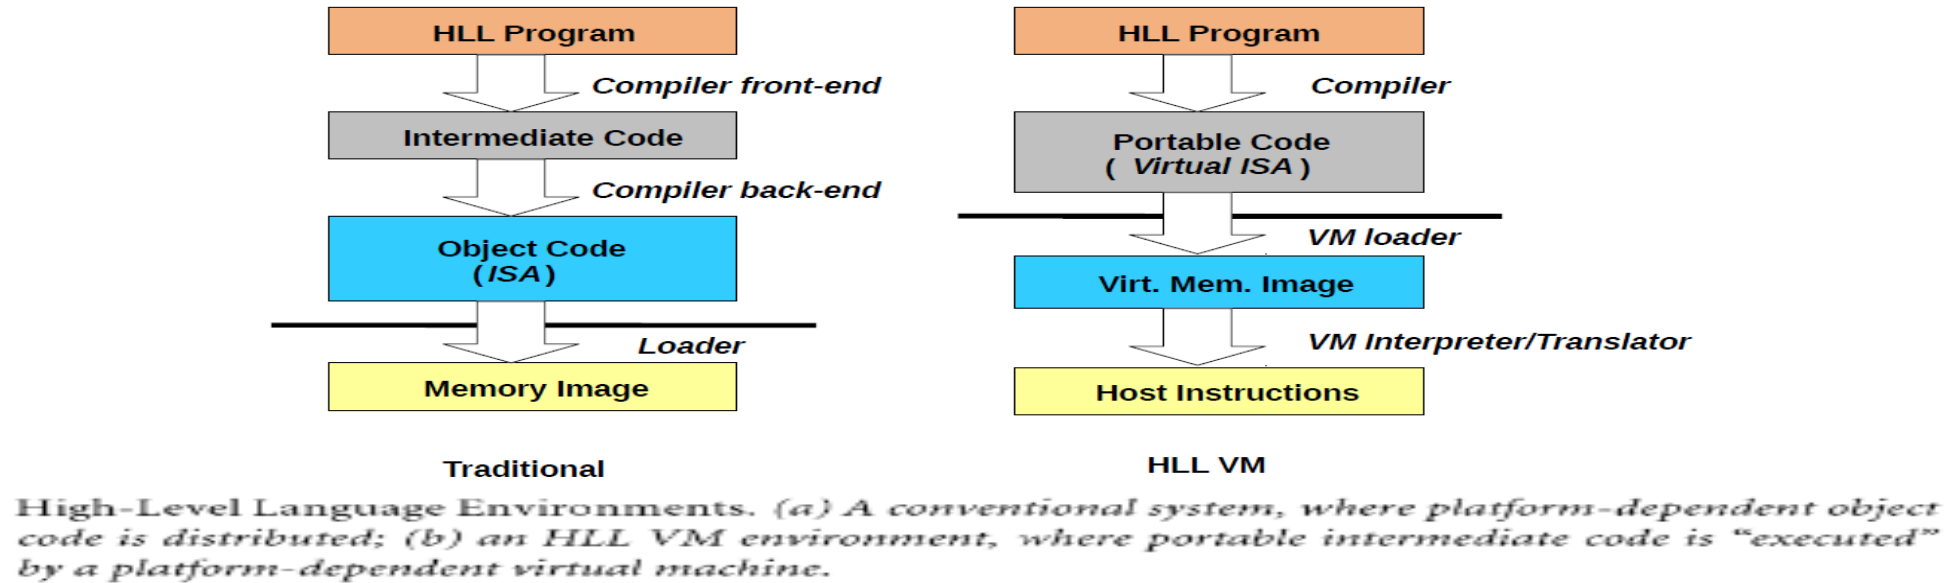 HLL Program
Compiler front-end
Intermediate Code
Compiler back-end
Object Code
(ISA)
Loader
Memory Image
Traditional
HLL Program
Compiler
Portable Code
( Virtual ISA )
VM loader
Virt. Mem. Image
VM Interpreter/Translator
Host Instructions
HLL VM
High-Level Language Environments. (a) A conventional system, where platform-dependent object
code is distributed; (b) an HLL VM environment, where portable intermediate code is “executed”
by a platform-dependent virtual machine.